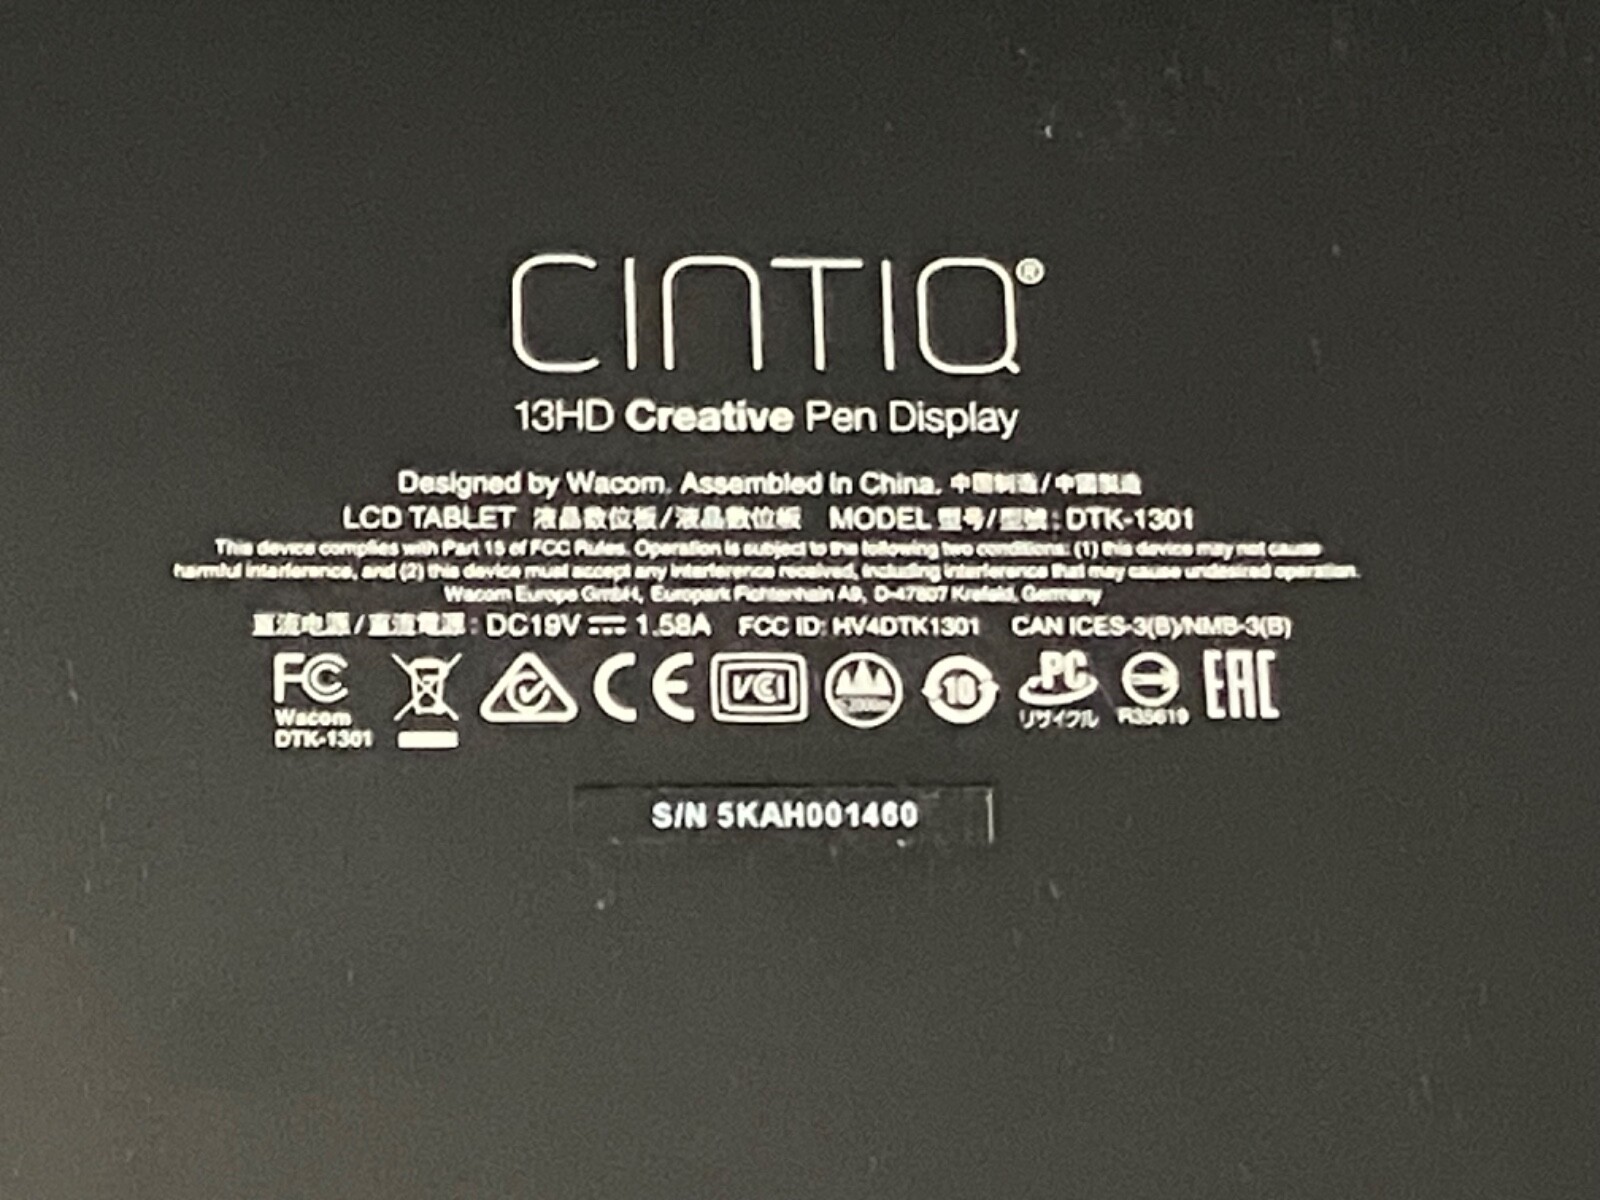 CINTIQ®
13HD Creative Pen Display
Designed by Wacom. Assembled in China. 中国制造/中國製造
LCD TABLET 液晶数位板/液晶數位板 MODEL 型号/型號: DTK-1301
This device complies with Part 15 of FCC Rules. Operation is subject to the following two conditions: (1) this device may not cause
harmful interference, and (2) this device must accept any interference received, including interference that may cause undesired operation.
Wacom Europe GmbH, Europark Fichtenhain A9, D-47807 Krefeld, Germany
直流电源/直流電源: DC19V ⎓ 1.58A FCC ID: HV4DTK1301 CAN ICES-3(B)/NMB-3(B)
FC CE VCI 2000m 10 PC EAC
Wacom リサイクル R35619
DTK-1301
S/N 5KAH001460